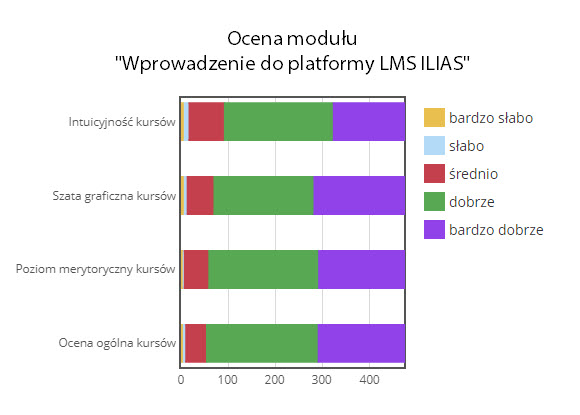 Ocena modułu
"Wprowadzenie do platformy LMS ILIAS"
Intuicyjność kursów
Szata graficzna kursów
Poziom merytoryczny kursów
Ocena ogólna kursów
0 100 200 300 400
bardzo słabo
słabo
średnio
dobrze
bardzo dobrze